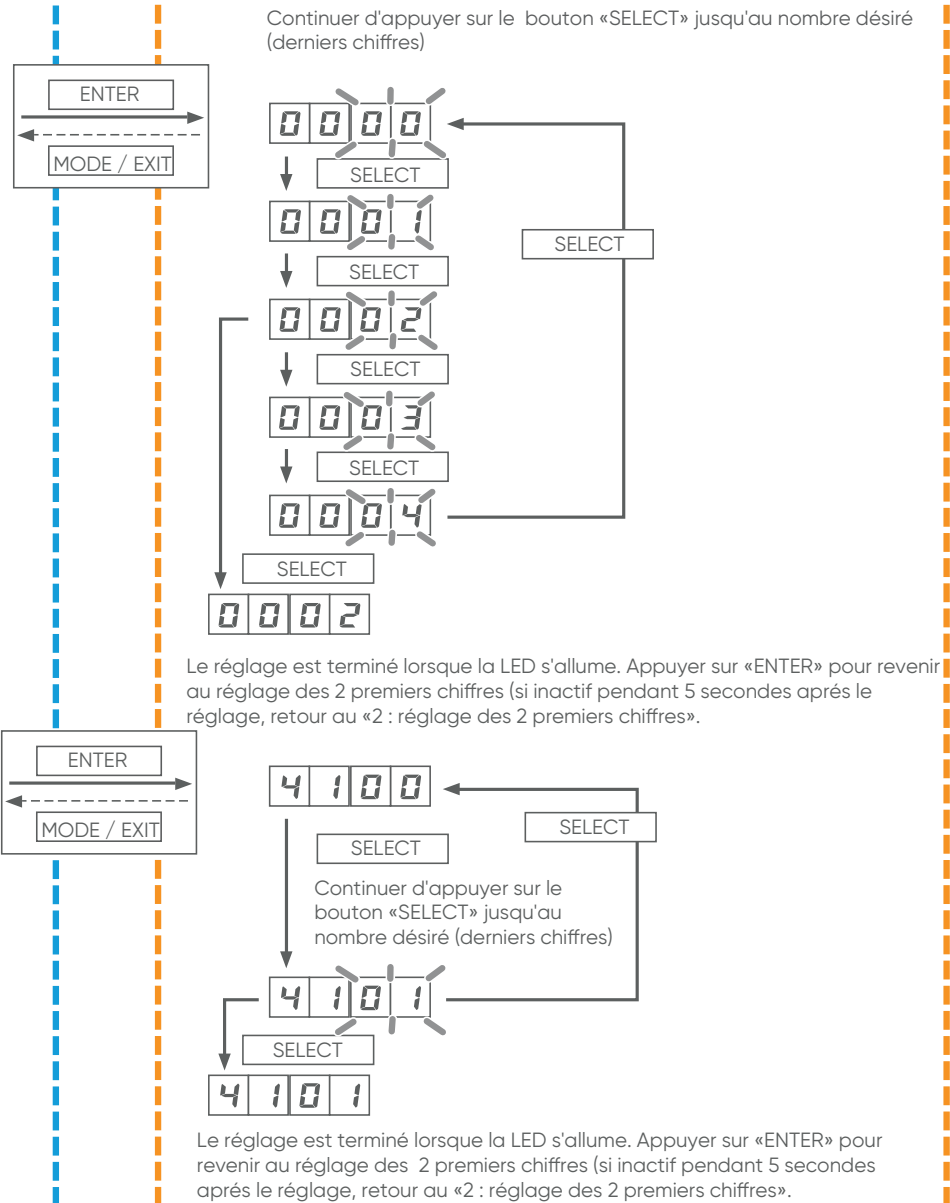 Continuer d'appuyer sur le bouton «SELECT» jusqu'au nombre désiré
(derniers chiffres)
ENTER
MODE / EXIT
0000
SELECT
0001
SELECT
SELECT
0002
SELECT
0003
SELECT
0004
SELECT
0002
Le réglage est terminé lorsque la LED s'allume. Appuyer sur «ENTER» pour revenir
au réglage des 2 premiers chiffres (si inactif pendant 5 secondes aprés le
réglage, retour au «2 : réglage des 2 premiers chiffres».
ENTER
MODE / EXIT
4100
SELECT
SELECT
Continuer d'appuyer sur le
bouton «SELECT» jusqu'au
nombre désiré (derniers chiffres)
4101
SELECT
4101
Le réglage est terminé lorsque la LED s'allume. Appuyer sur «ENTER» pour
revenir au réglage des 2 premiers chiffres (si inactif pendant 5 secondes
aprés le réglage, retour au «2 : réglage des 2 premiers chiffres».